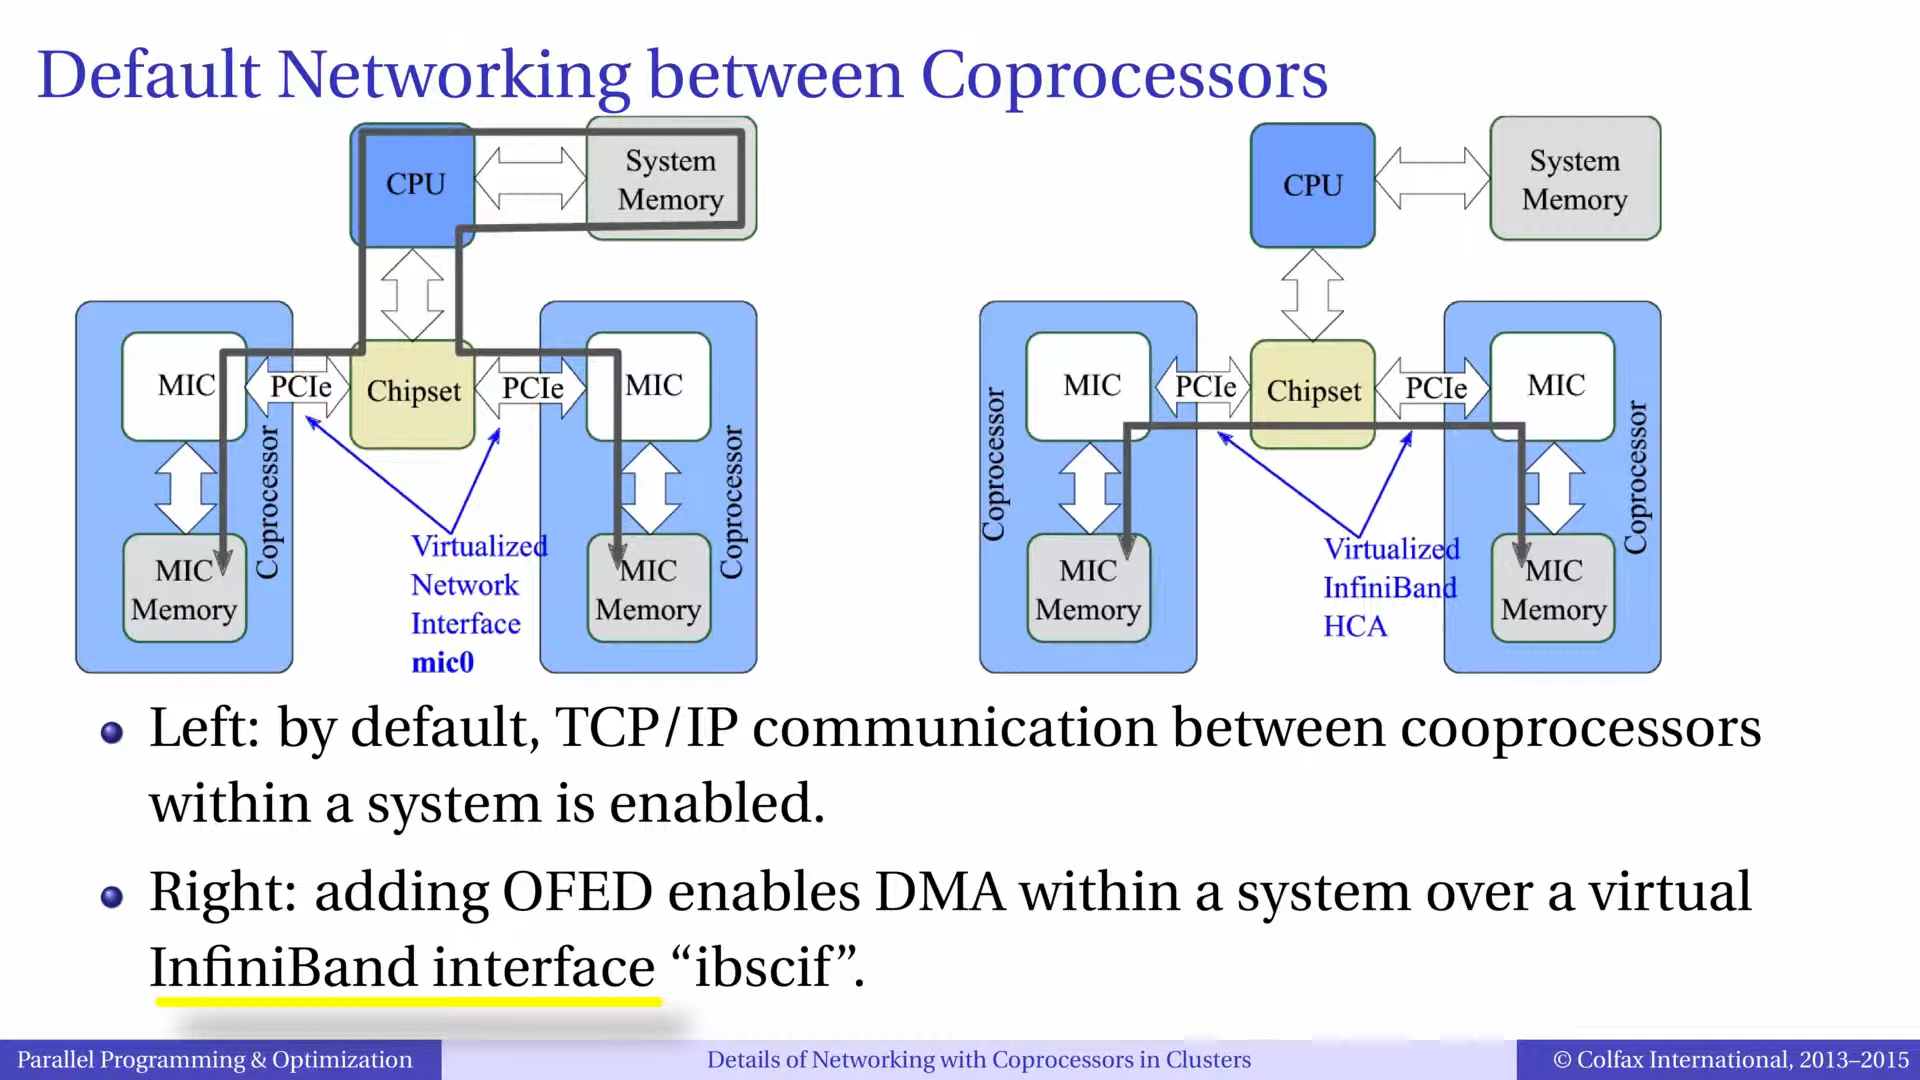 Default Networking between Coprocessors
CPU
System
Memory
MIC
PCIe
Chipset
PCIe
MIC
Coprocessor
Coprocessor
MIC
Memory
MIC
Memory
Virtualized
Network
Interface
mic0
CPU
System
Memory
MIC
PCIe
Chipset
PCIe
MIC
Coprocessor
Coprocessor
MIC
Memory
MIC
Memory
Virtualized
InfiniBand
HCA
Left: by default, TCP/IP communication between cooprocessors
within a system is enabled.
Right: adding OFED enables DMA within a system over a virtual
InfiniBand interface “ibscif”.
Parallel Programming & Optimization
Details of Networking with Coprocessors in Clusters
© Colfax International, 2013–2015